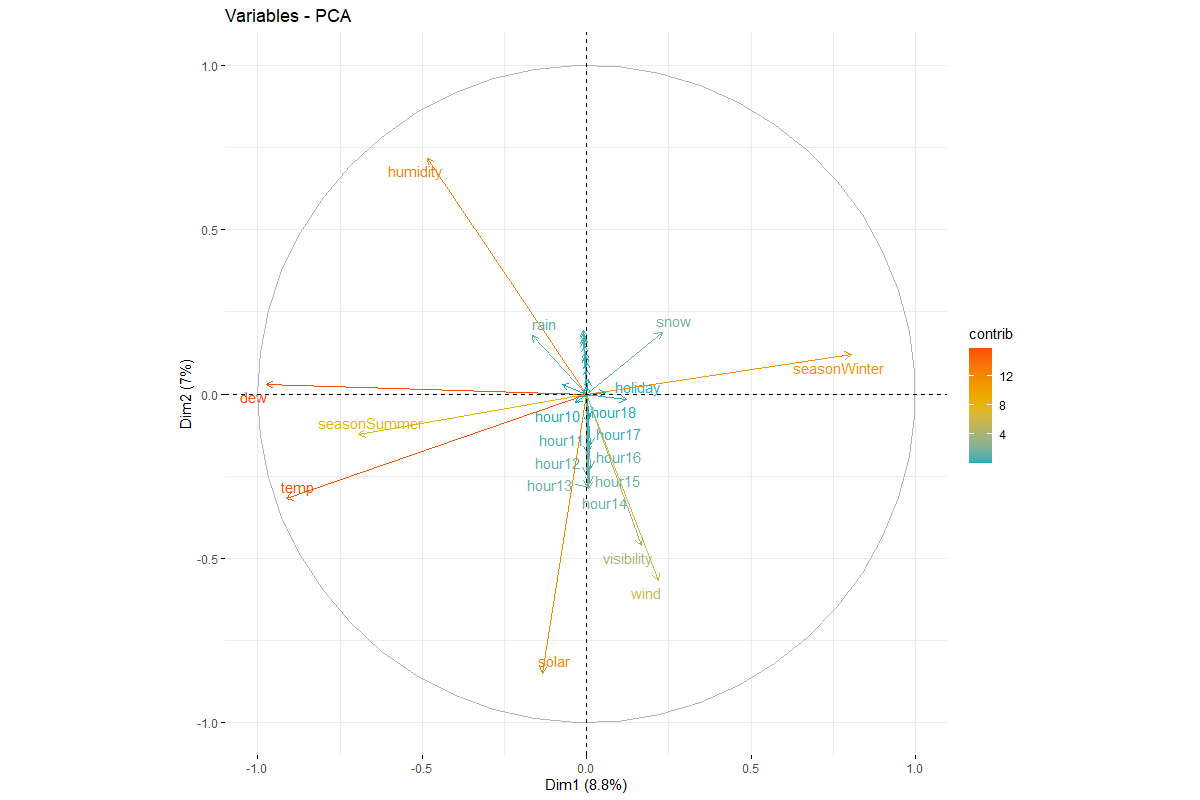 Variables - PCA
1.0
humidity
0.5
rain
snow
contrib
seasonWinter
12
holiday
dew
0.0
Dim2 (7%)
8
hour10
hour18
seasonSummer
4
hour11
hour17
hour12
hour16
temp
hour13
hour15
hour14
-0.5
visibility
wind
solar
-1.0
-1.0
-0.5
0.0
0.5
1.0
Dim1 (8.8%)